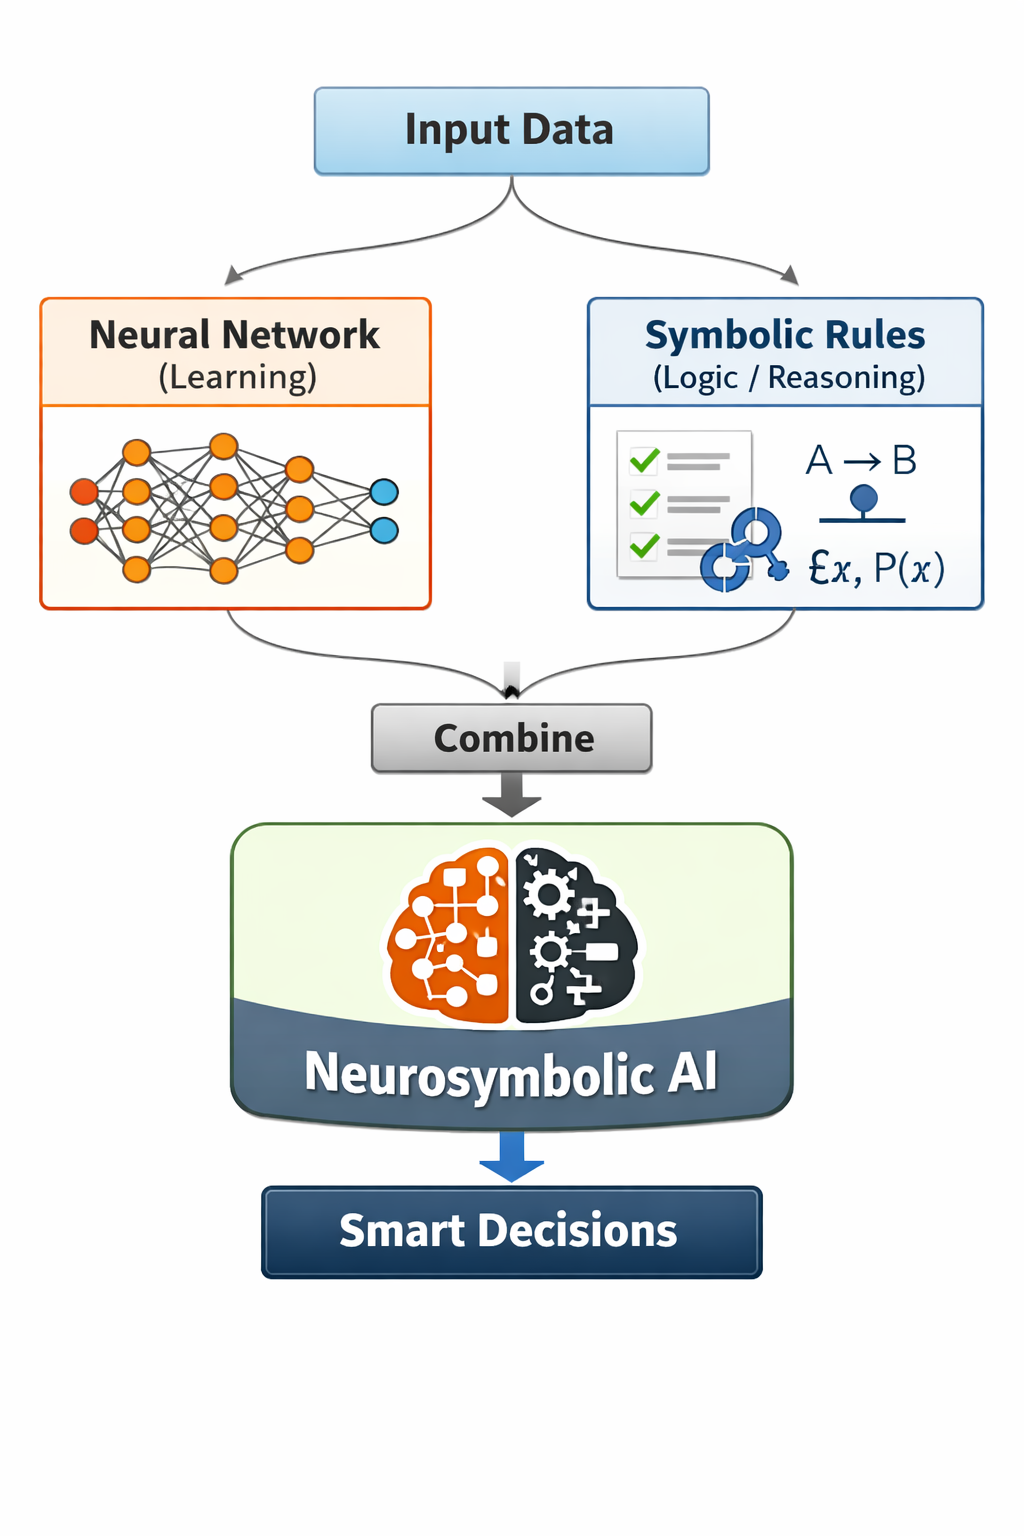 Input Data
Neural Network
(Learning)
Symbolic Rules
(Logic / Reasoning)
A → B
£x, P(x)
Combine
Neurosymbolic AI
Smart Decisions